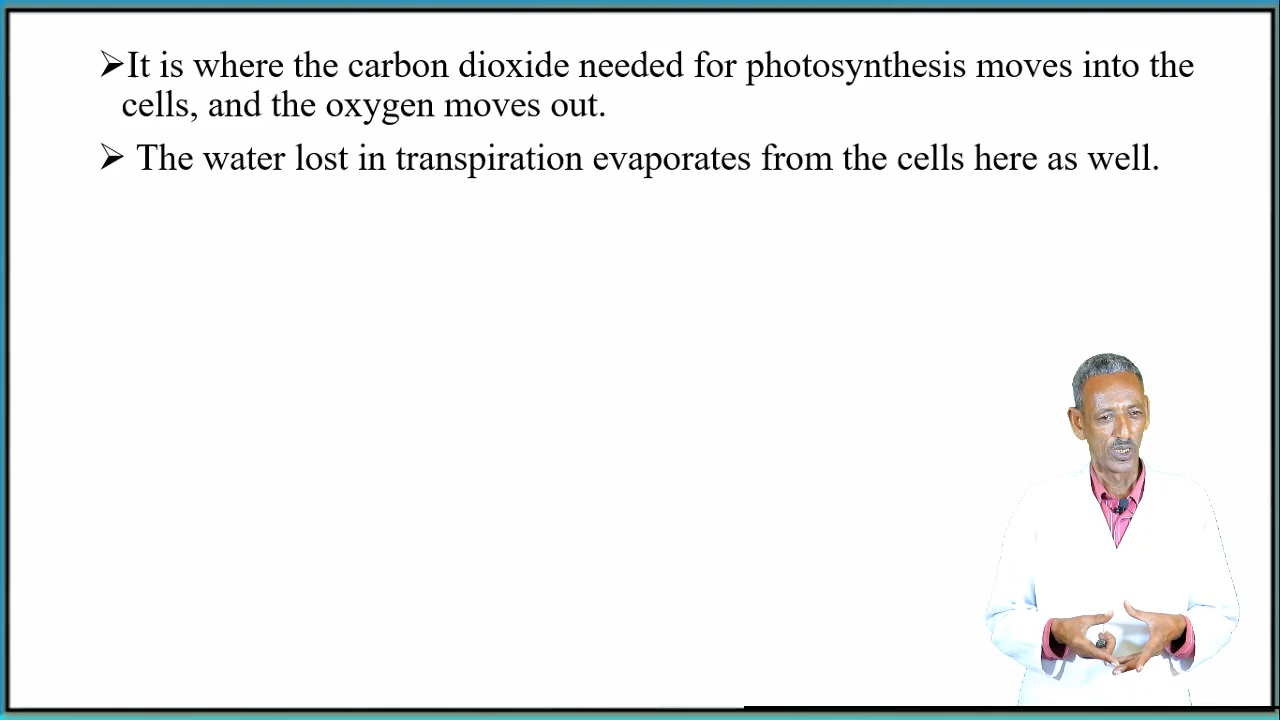 ➢It is where the carbon dioxide needed for photosynthesis moves into the
cells, and the oxygen moves out.
➢ The water lost in transpiration evaporates from the cells here as well.